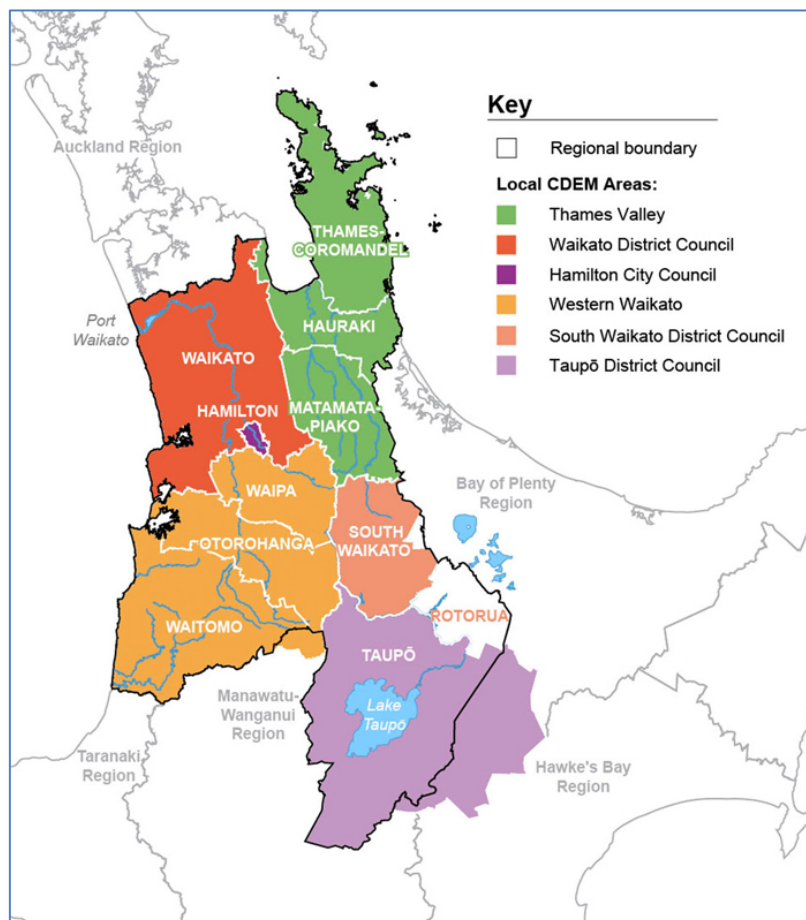 Key
Regional boundary
Local CDEM Areas:
Thames Valley
Waikato District Council
Hamilton City Council
Western Waikato
South Waikato District Council
Taupō District Council
Auckland Region
THAMES-
COROMANDEL
Port
Waikato
HAURAKI
WAIKATO
HAMILTON
MATAMATA-
PIAKO
WAIPA
Bay of Plenty
Region
OTOROHANGA
SOUTH
WAIKATO
WAITOMO
ROTORUA
TAUPŌ
Manawatu-
Wanganui
Region
Lake
Taupō
Taranaki
Region
Hawke's Bay
Region